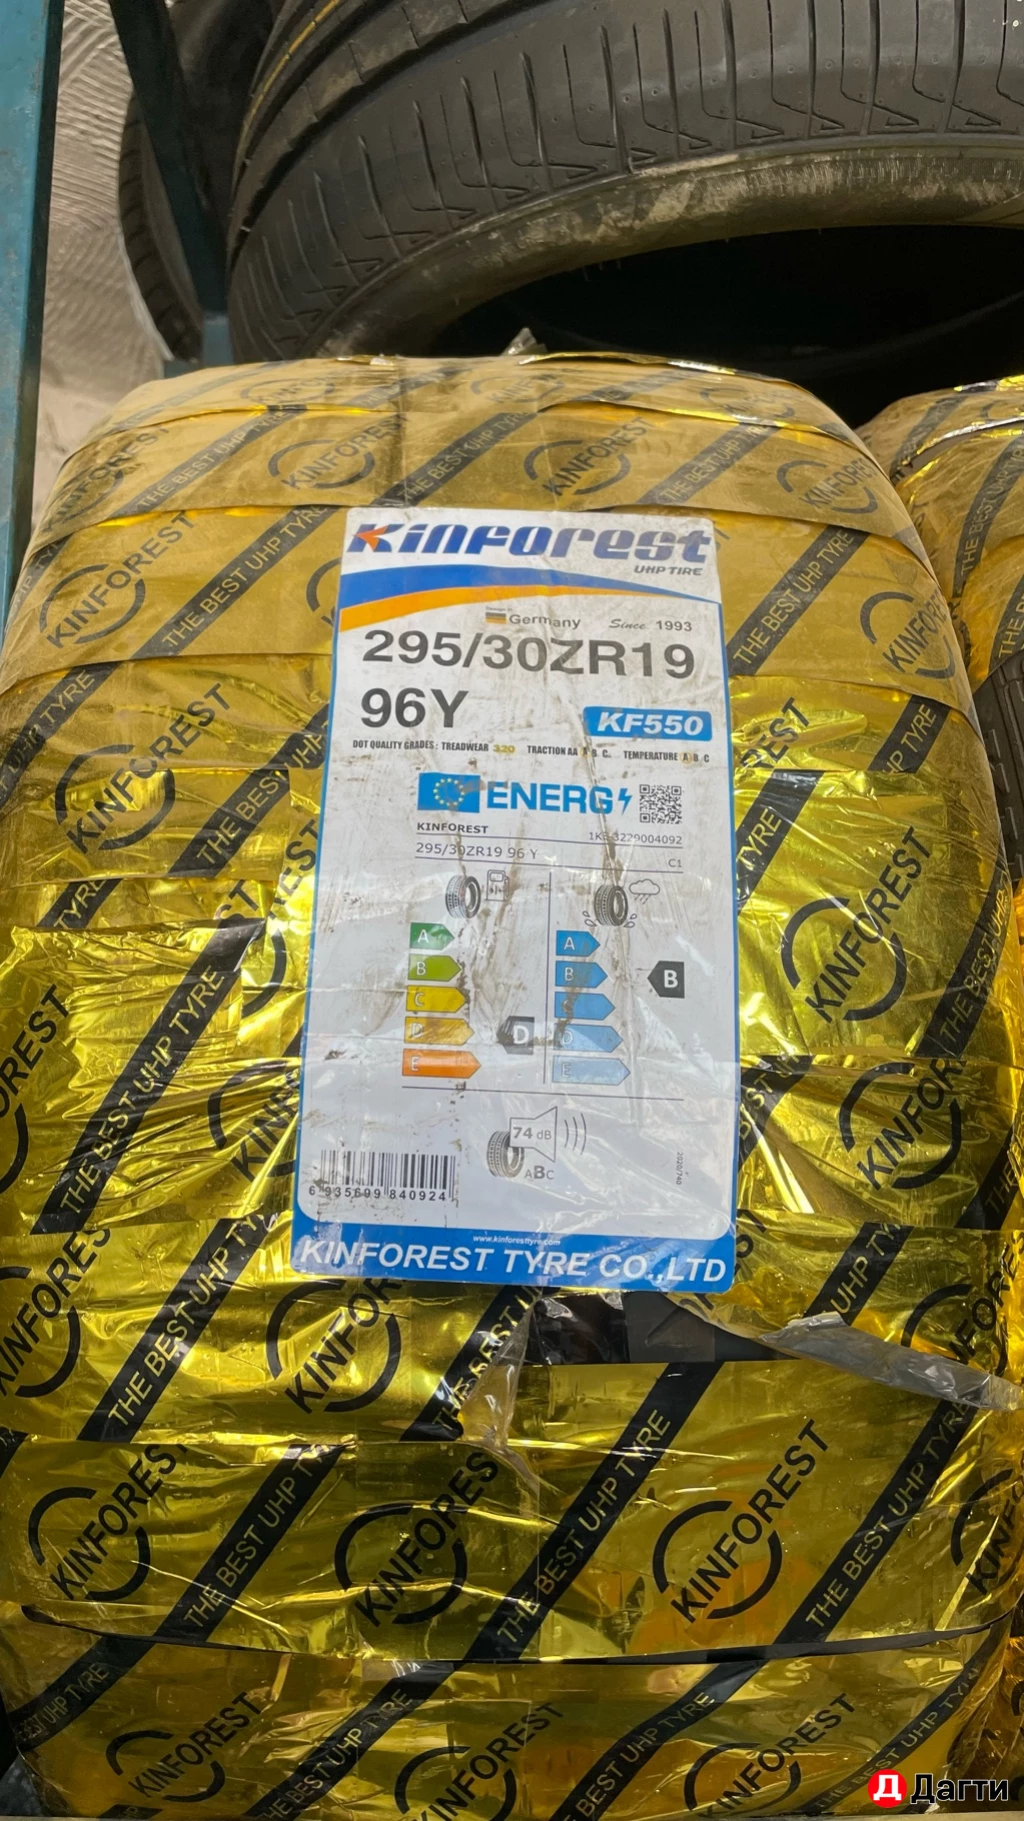 Kinforest
UHP TIRE
Germany Since 1993
295/30ZR19
96Y
KF550
DOT QUALITY GRADES: TREADWEAR 320 TRACTION AA A B C. TEMPERATURE A B C
ENERG
KINFOREST
295/30ZR19 96 Y
C1
A
B
C
D
E
D
A
B
D
E
B
74 dB
ABC
2020/740
6 935699 840924
www.kinforesttyre.com
KINFOREST TYRE CO.,LTD
KINFOREST
THE BEST UHP TYRE
Д Дагти